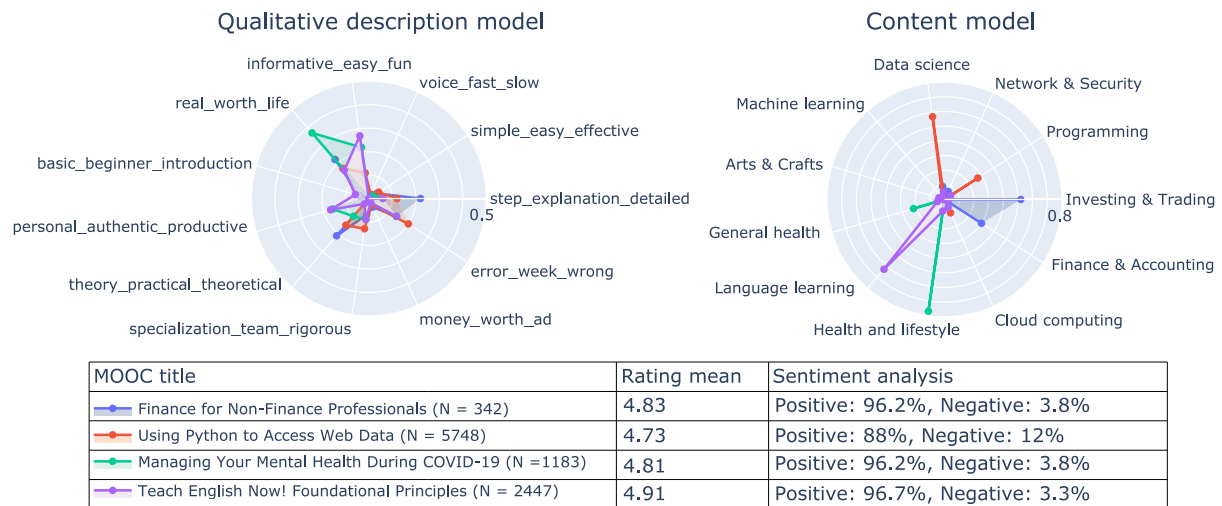 Qualitative description model
informative_easy_fun
voice_fast_slow
real_worth_life
simple_easy_effective
basic_beginner_introduction
step_explanation_detailed
0.5
personal_authentic_productive
error_week_wrong
theory_practical_theoretical
money_worth_ad
specialization_team_rigorous
Content model
Data science
Network & Security
Machine learning
Programming
Arts & Crafts
Investing & Trading
0.8
General health
Finance & Accounting
Language learning
Cloud computing
Health and lifestyle
MOOC title Rating mean Sentiment analysis
Finance for Non-Finance Professionals (N = 342) 4.83 Positive: 96.2%, Negative: 3.8%
Using Python to Access Web Data (N = 5748) 4.73 Positive: 88%, Negative: 12%
Managing Your Mental Health During COVID-19 (N =1183) 4.81 Positive: 96.2%, Negative: 3.8%
Teach English Now! Foundational Principles (N = 2447) 4.91 Positive: 96.7%, Negative: 3.3%